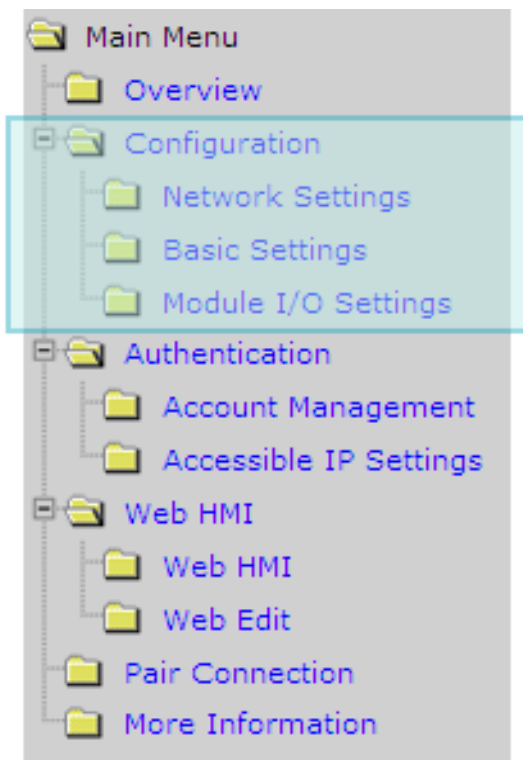 Main Menu
Overview
Configuration
Network Settings
Basic Settings
Module I/O Settings
Authentication
Account Management
Accessible IP Settings
Web HMI
Web HMI
Web Edit
Pair Connection
More Information